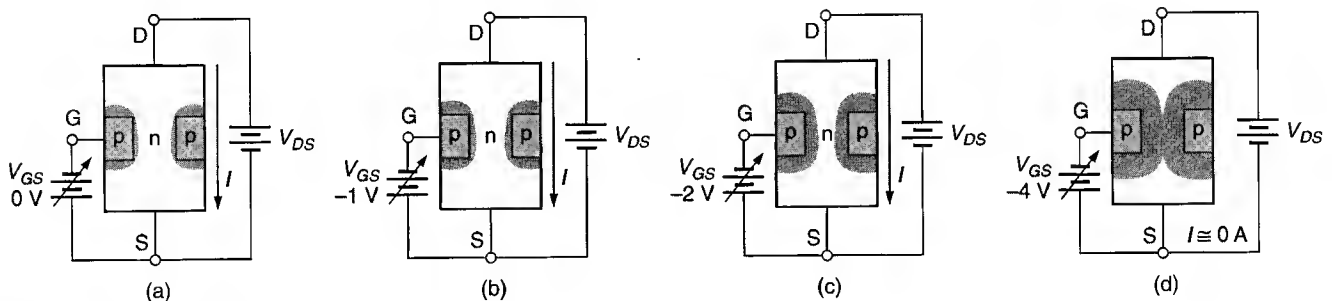 D
G
p n p
V_GS
0 V
V_DS
I
S
(a)
D
G
p n p
V_GS
–1 V
V_DS
I
S
(b)
D
G
p n p
V_GS
–2 V
V_DS
I
S
(c)
D
G
p p
V_GS
–4 V
V_DS
S
I ≅ 0 A
(d)